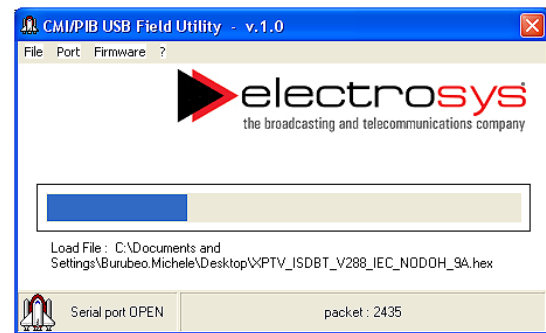 CMI/PIB USB Field Utility - v.1.0
File Port Firmware ?
electrosys
the broadcasting and telecommunications company
Load File : C:\Documents and
Settings\Burubeo.Michele\Desktop\XPTV_ISDBT_V288_IEC_NODOH_9A.hex
Serial port OPEN packet : 2435